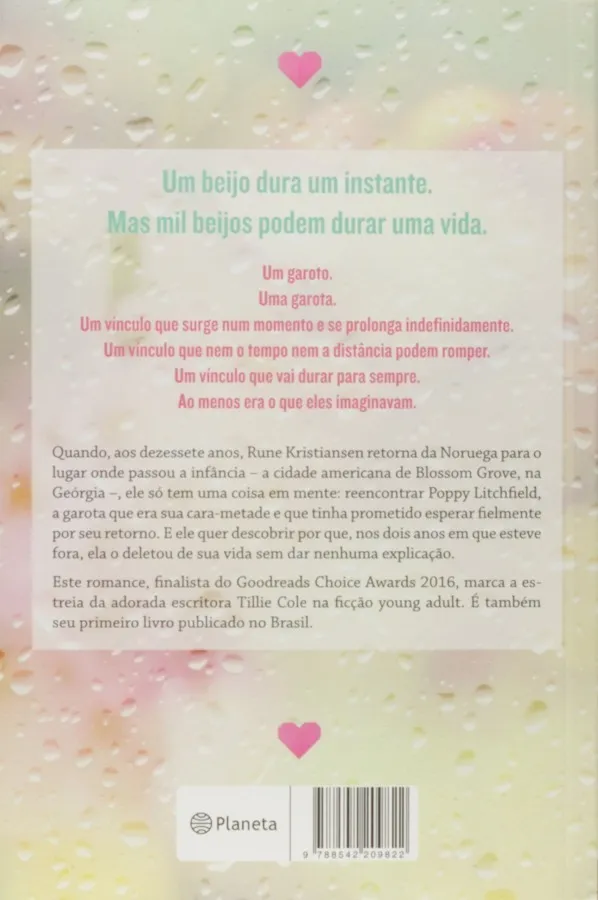 Um beijo dura um instante.
Mas mil beijos podem durar uma vida.
Um garoto.
Uma garota.
Um vínculo que surge num momento e se prolonga indefinidamente.
Um vínculo que nem o tempo nem a distância podem romper.
Um vínculo que vai durar para sempre.
Ao menos era o que eles imaginavam.
Quando, aos dezessete anos, Rune Kristiansen retorna da Noruega para o
lugar onde passou a infância – a cidade americana de Blossom Grove, na
Geórgia –, ele só tem uma coisa em mente: reencontrar Poppy Litchfield,
a garota que era sua cara-metade e que tinha prometido esperar fielmente
por seu retorno. E ele quer descobrir por que, nos dois anos em que esteve
fora, ela o deletou de sua vida sem dar nenhuma explicação.
Este romance, finalista do Goodreads Choice Awards 2016, marca a es-
treia da adorada escritora Tillie Cole na ficção young adult. É também
seu primeiro livro publicado no Brasil.
Planeta
9 788542 209822